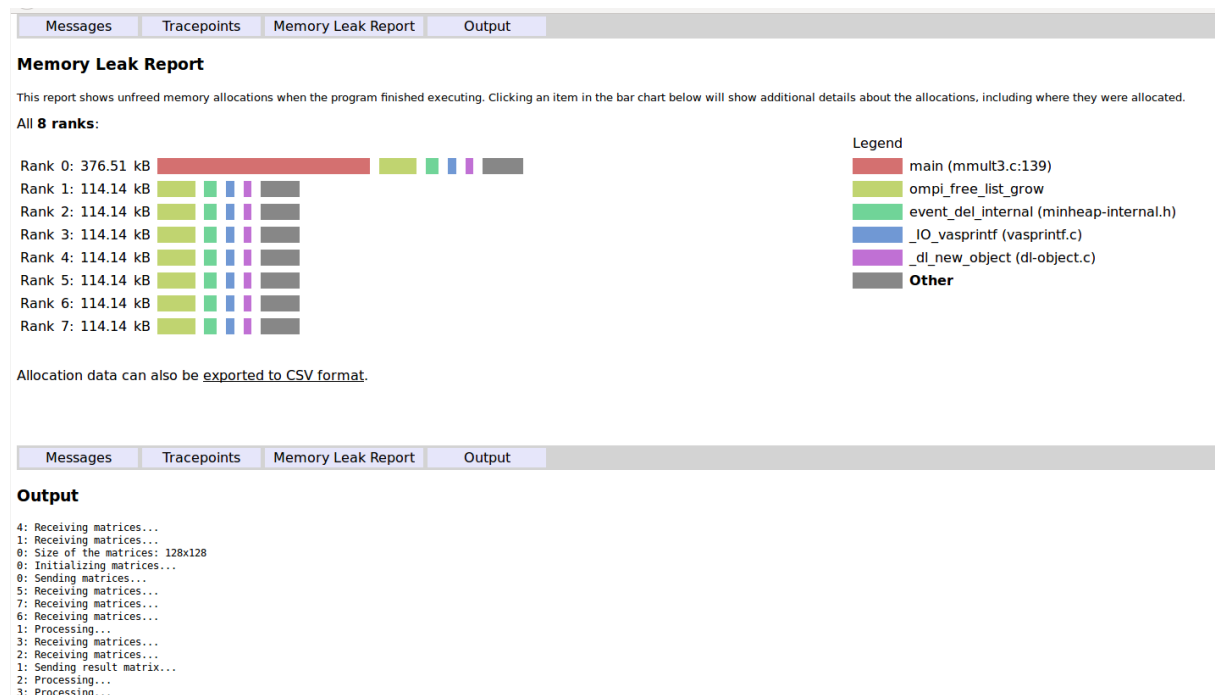 Messages Tracepoints Memory Leak Report Output
Memory Leak Report
This report shows unfreed memory allocations when the program finished executing. Clicking an item in the bar chart below will show additional details about the allocations, including where they were allocated.
All 8 ranks:
Rank 0: 376.51 kB
Rank 1: 114.14 kB
Rank 2: 114.14 kB
Rank 3: 114.14 kB
Rank 4: 114.14 kB
Rank 5: 114.14 kB
Rank 6: 114.14 kB
Rank 7: 114.14 kB
Legend
main (mmult3.c:139)
ompi_free_list_grow
event_del_internal (minheap-internal.h)
_IO_vasprintf (vasprintf.c)
_dl_new_object (dl-object.c)
Other
Allocation data can also be exported to CSV format.
Messages Tracepoints Memory Leak Report Output
Output
4: Receiving matrices...
1: Receiving matrices...
0: Size of the matrices: 128x128
0: Initializing matrices...
0: Sending matrices...
5: Receiving matrices...
7: Receiving matrices...
6: Receiving matrices...
1: Processing...
3: Receiving matrices...
2: Receiving matrices...
1: Sending result matrix...
2: Processing...
3: Processing...